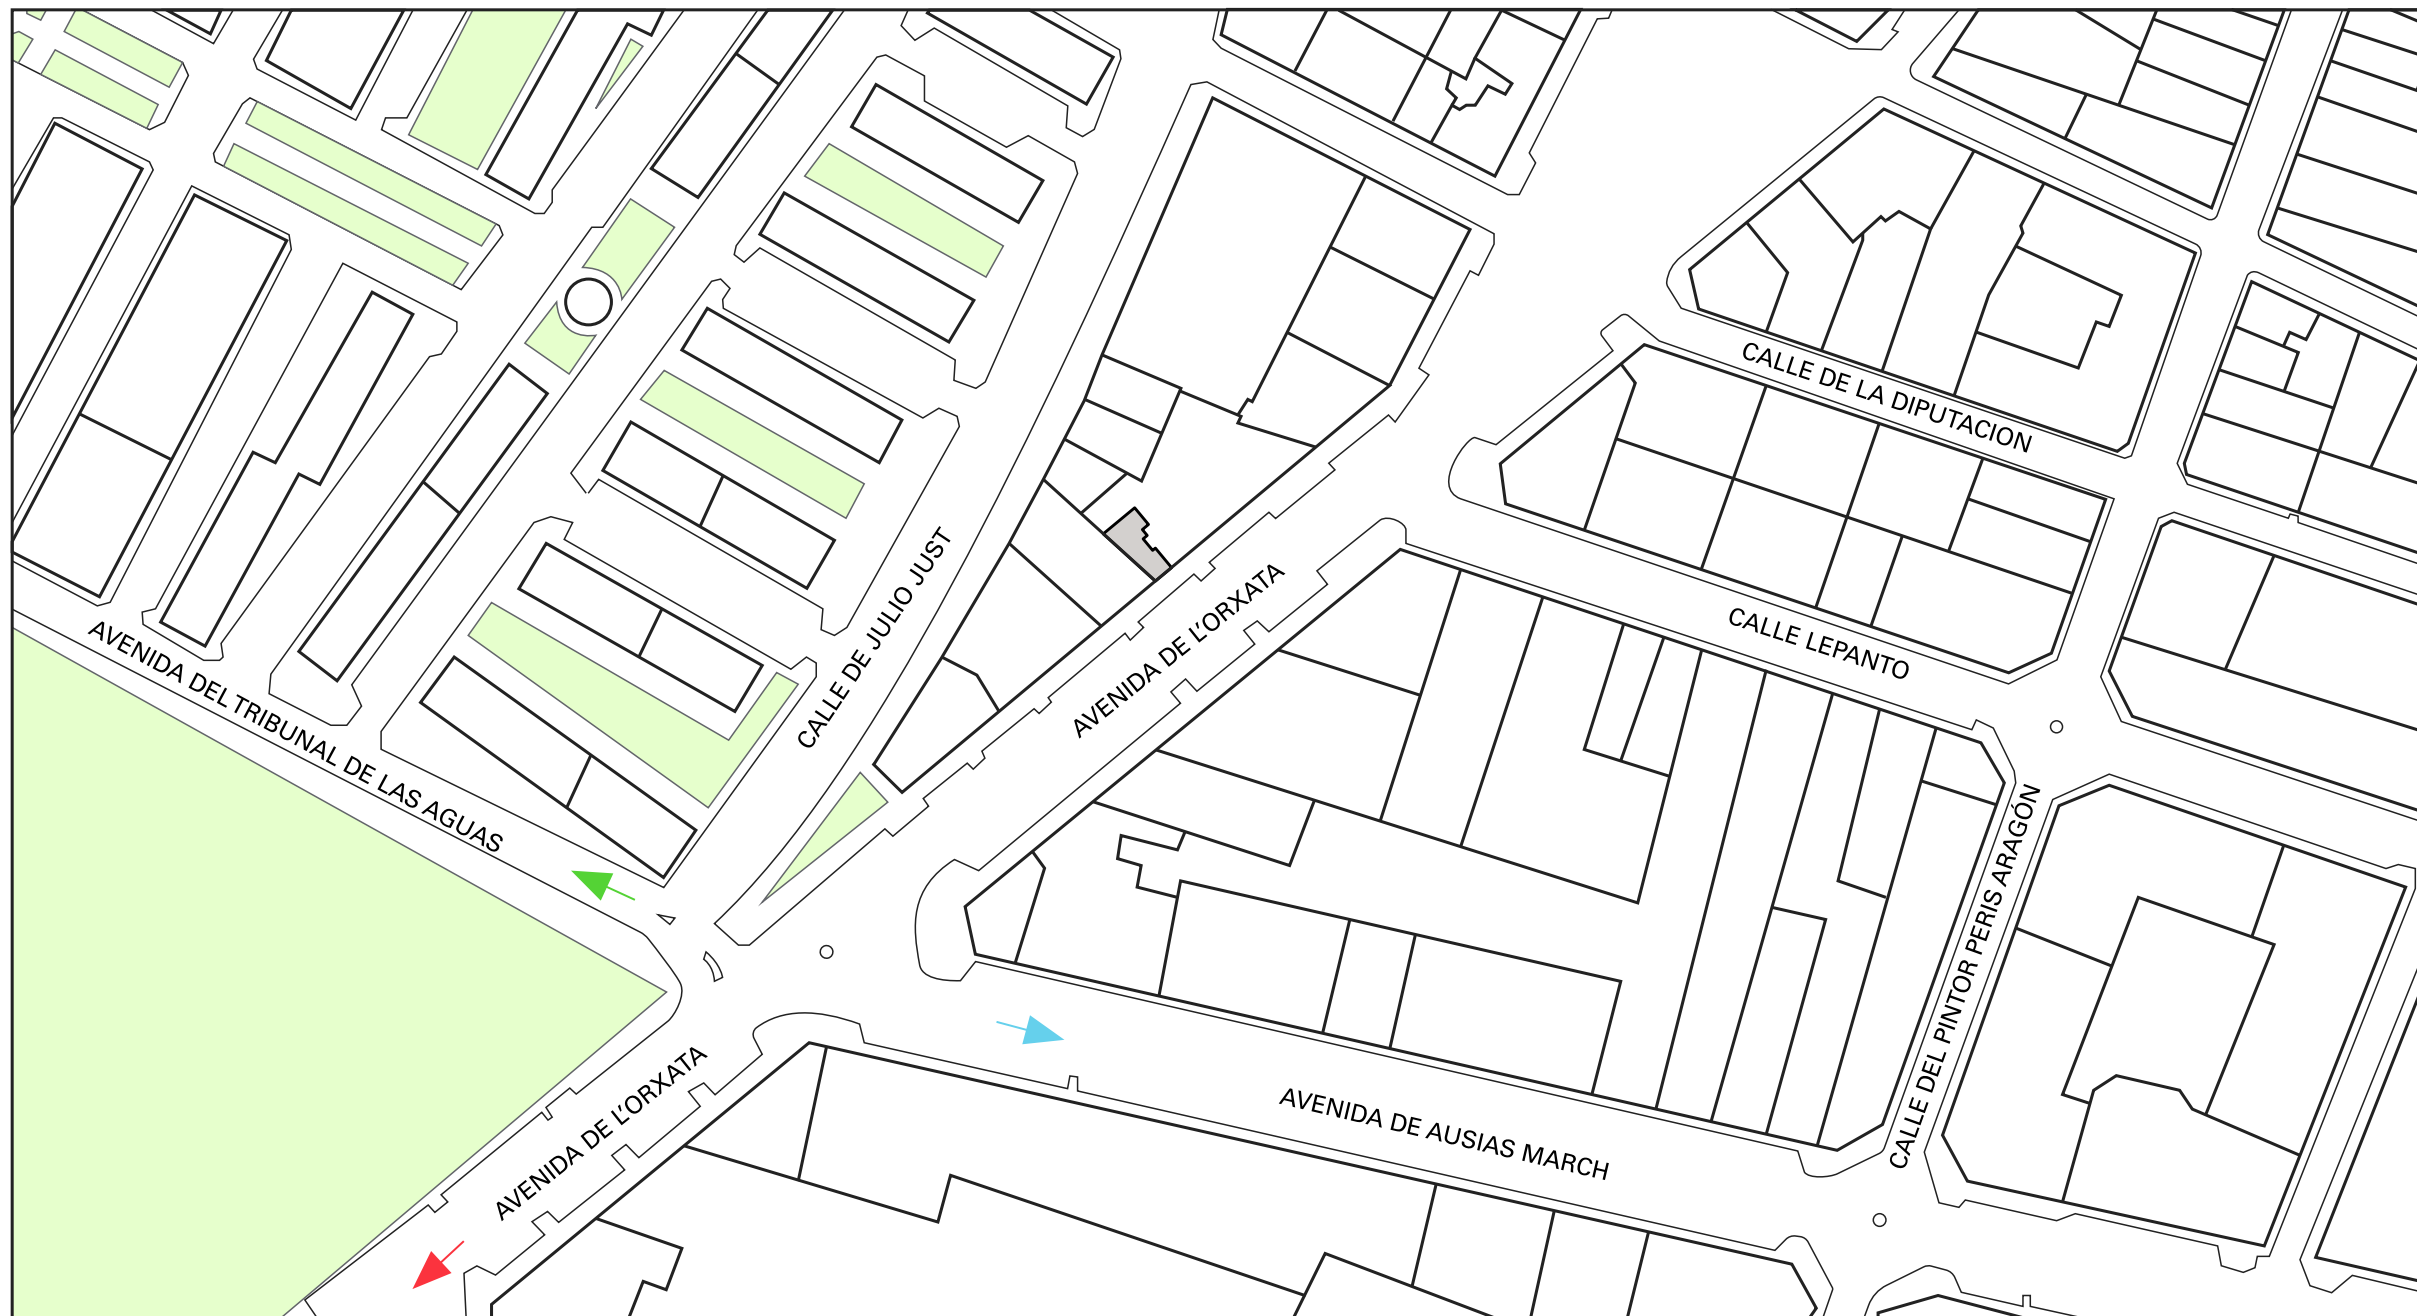 CALLE DE LA DIPUTACION
CALLE DE JULIO JUST
AVENIDA DE L'ORXATA
CALLE LEPANTO
AVENIDA DEL TRIBUNAL DE LAS AGUAS
CALLE DEL PINTOR PERIS ARAGÓN
AVENIDA DE L'ORXATA
AVENIDA DE AUSIAS MARCH